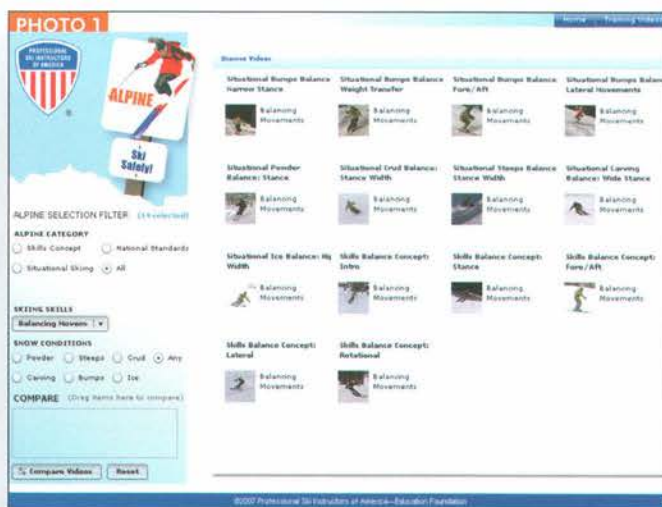 PHOTO 1
Home Training Videos
PROFESSIONAL
SKI INSTRUCTORS
OF AMERICA
®
ALPINE
Ski
Safely!
Browse Videos
Situational Bumps Balance
Narrow Stance
Balancing
Movements
Situational Bumps Balance
Weight Transfer
Balancing
Movements
Situational Bumps Balance
Fore/Aft
Balancing
Movements
Situational Bumps Balan
Lateral Movements
Balancing
Movements
Situational Powder
Balance: Stance
Balancing
Movements
Situational Crud Balance:
Stance Width
Balancing
Movements
Situational Steeps Balance
Stance Width
Balancing
Movements
Situational Carving
Balance: Wide Stance
Balancing
Movements
Situational Ice Balance: Hip
Width
Balancing
Movements
Skills Balance Concept:
Intro
Balancing
Movements
Skills Balance Concept:
Stance
Balancing
Movements
Skills Balance Concept:
Fore/Aft
Balancing
Movements
Skills Balance Concept:
Lateral
Balancing
Movements
Skills Balance Concept:
Rotational
Balancing
Movements
ALPINE SELECTION FILTER (14 selected)
ALPINE CATEGORY
Skills Concept National Standards
Situational Skiing All
SKIING SKILLS
Balancing Movem
SNOW CONDITIONS
Powder Steeps Crud Any
Carving Bumps Ice
COMPARE (Drag items here to compare)
Compare Videos Reset
©2007 Professional Ski Instructors of America—Education Foundation